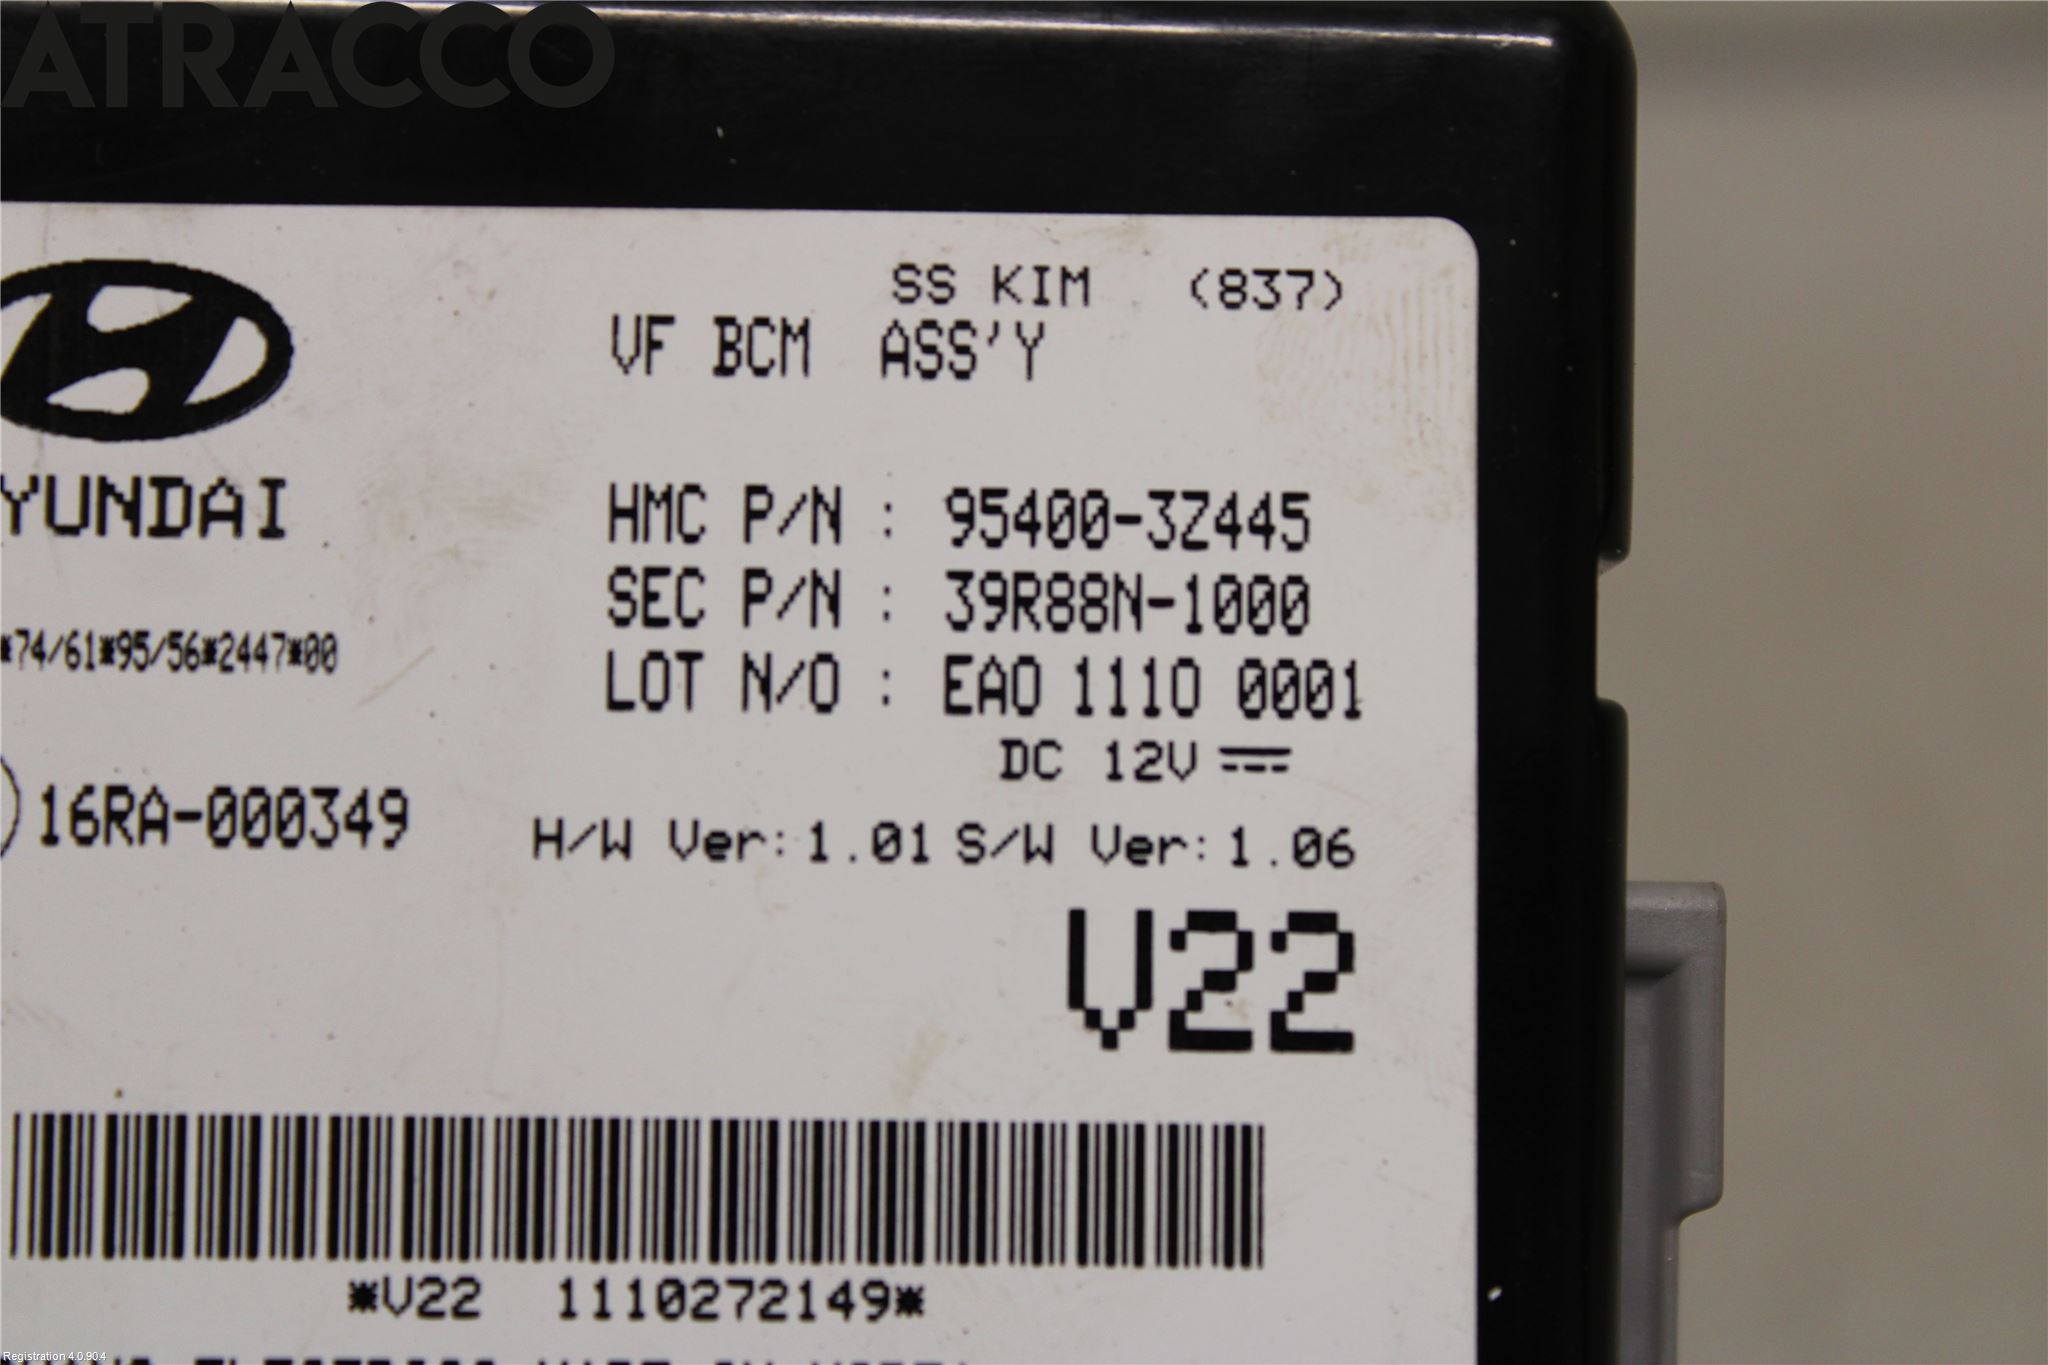 ATRACCO
SS KIM (837)
VF BCM ASS'Y
YUNDAI
HMC P/N : 95400-3Z445
SEC P/N : 39R88N-1000
*74/61*95/56*2447*00
LOT N/O : EAO 1110 0001
DC 12V
16RA-000349
H/W Ver:1.01 S/W Ver:1.06
V22
*V22 1110272149*
Registration 4.0.90.4